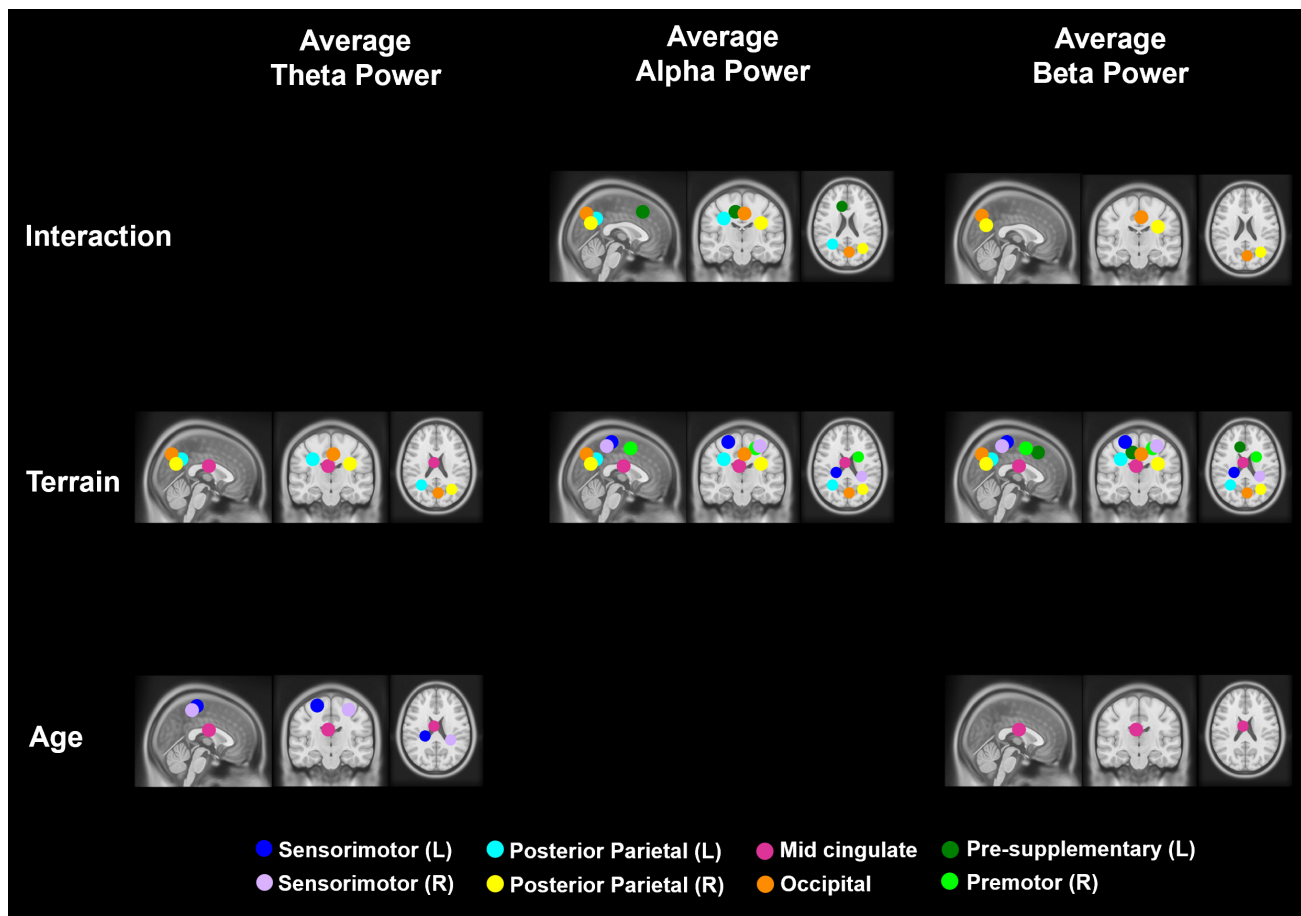 Average
Theta Power
Average
Alpha Power
Average
Beta Power
Interaction
Terrain
Age
Sensorimotor (L)
Posterior Parietal (L)
Mid cingulate
Pre-supplementary (L)
Sensorimotor (R)
Posterior Parietal (R)
Occipital
Premotor (R)